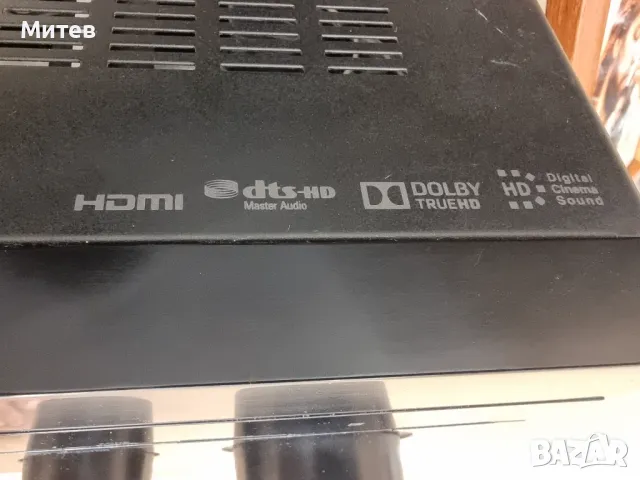 Митев
HDMI
dts-HD
Master Audio
DOLBY
TRUEHD
HD
Digital
Cinema
Sound
BAZAR